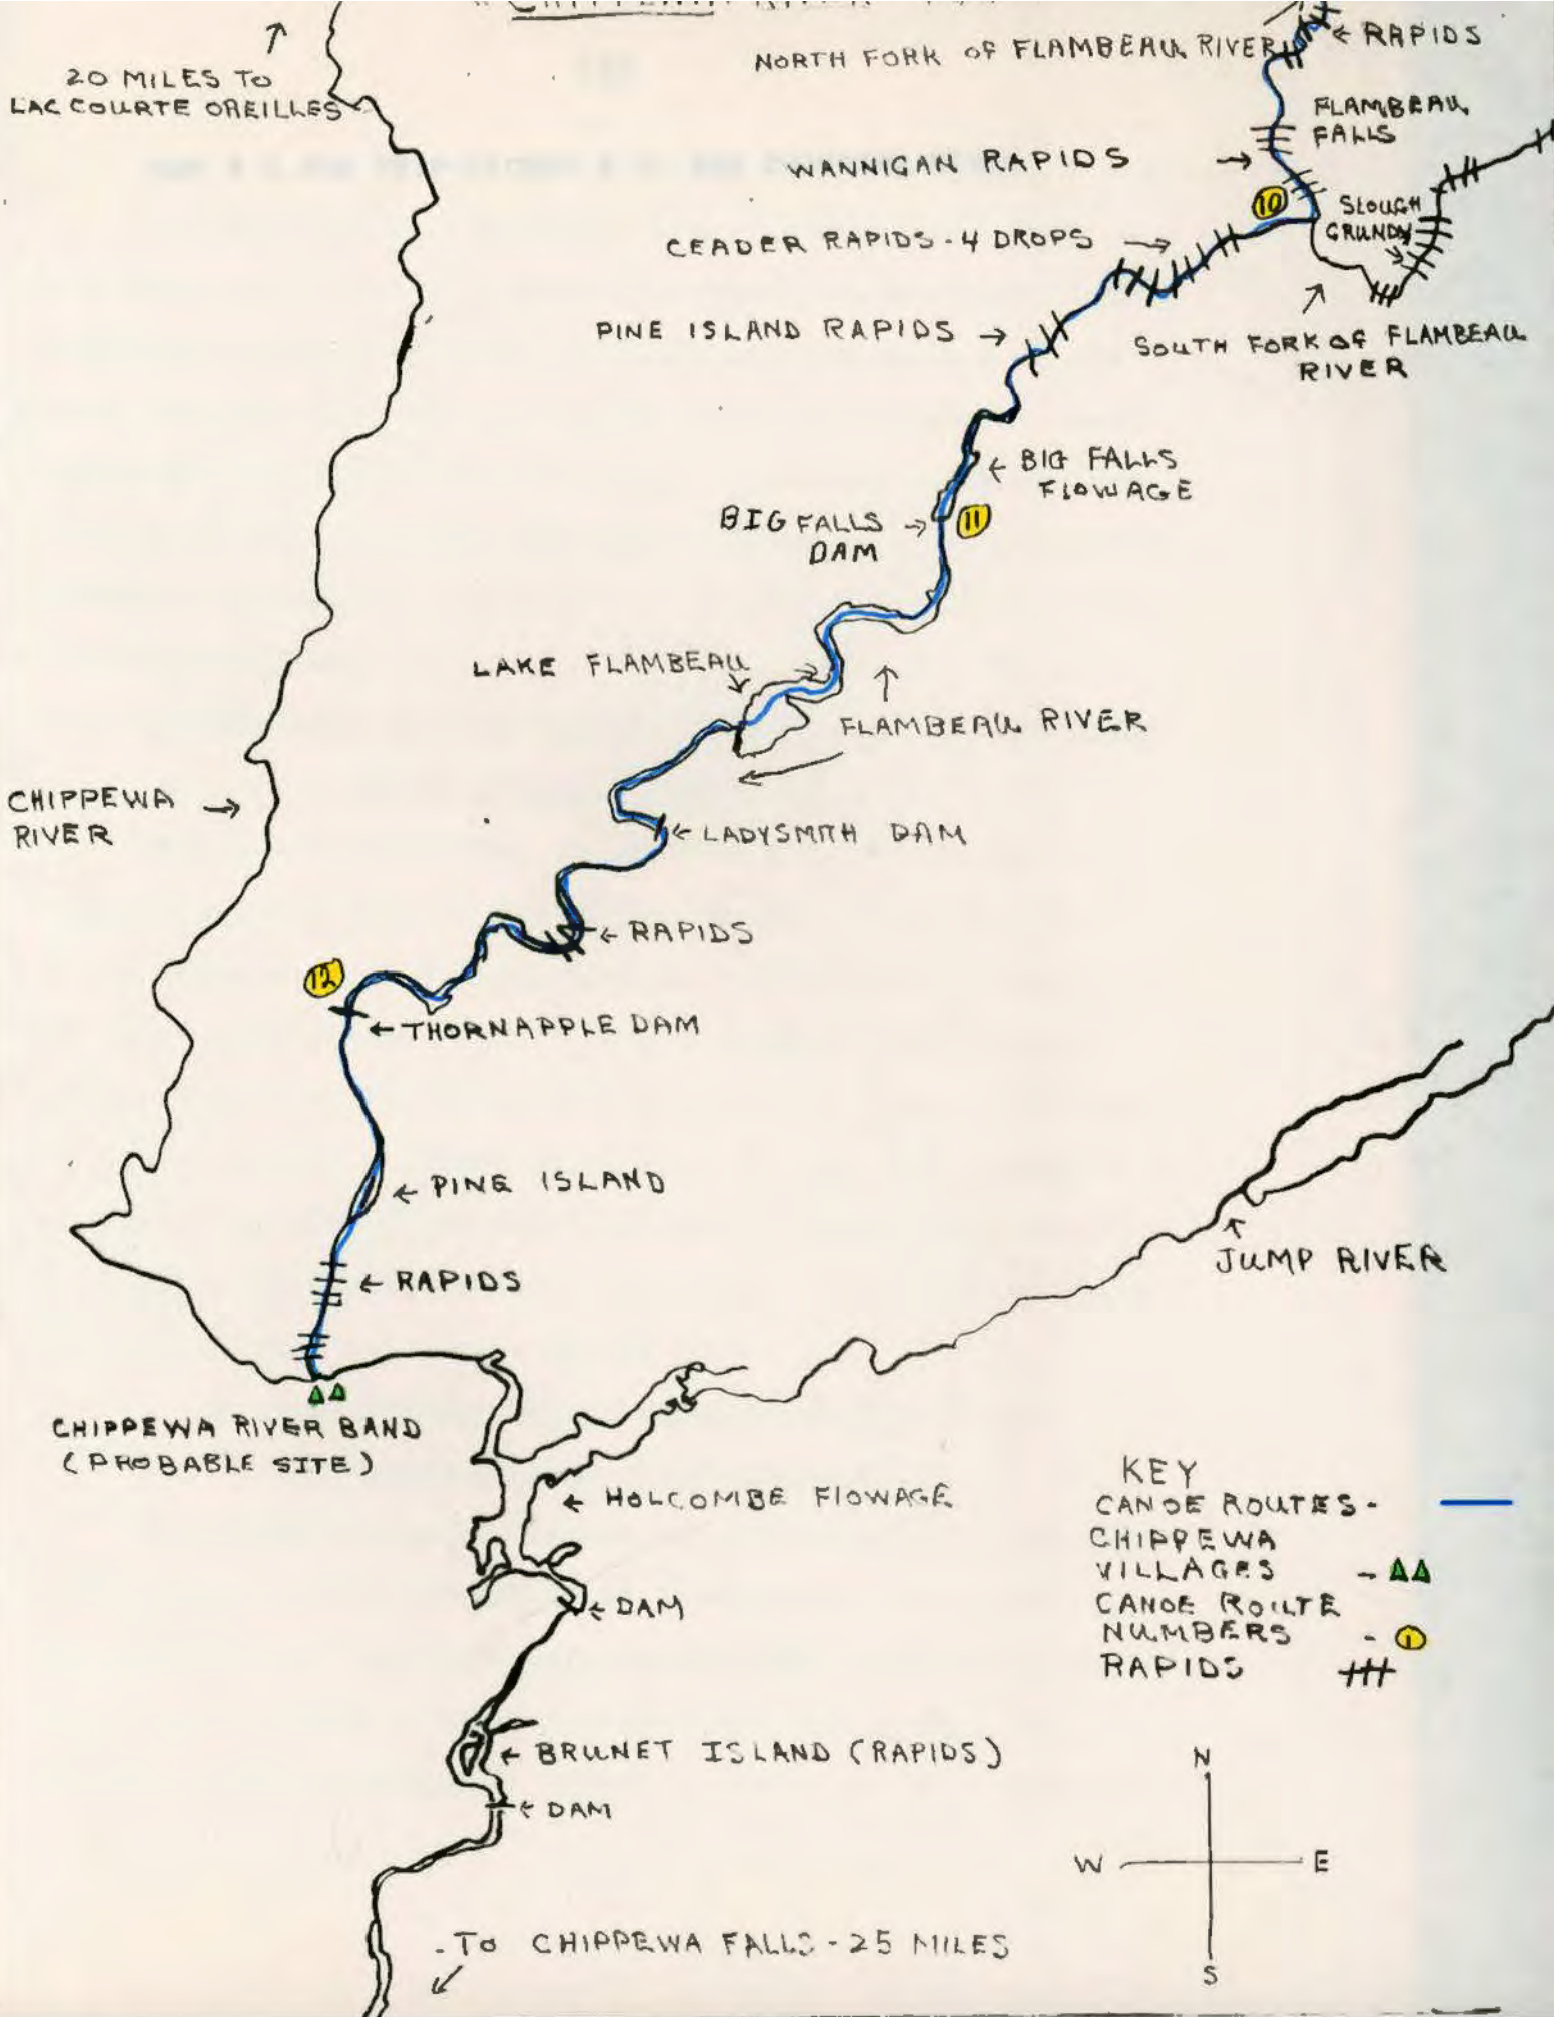 20 MILES TO
LAC COURTE OREILLES
NORTH FORK OF FLAMBEAU RIVER
RAPIDS
FLAMBEAU
FALLS
WANNIGAN RAPIDS
10
SLOUGH
GRUNDY
CEADER RAPIDS - 4 DROPS
PINE ISLAND RAPIDS
SOUTH FORK OF FLAMBEAU
RIVER
BIG FALLS
FLOWAGE
BIG FALLS
DAM
11
LAKE FLAMBEAU
FLAMBEAU RIVER
CHIPPEWA
RIVER
LADYSMITH DAM
RAPIDS
12
THORNAPPLE DAM
PINE ISLAND
JUMP RIVER
RAPIDS
CHIPPEWA RIVER BAND
(PROBABLE SITE)
HOLCOMBE FLOWAGE
KEY
CANOE ROUTES -
CHIPPEWA
VILLAGES -
CANOE ROUTE
NUMBERS - 1
RAPIDS
DAM
BRUNET ISLAND (RAPIDS)
DAM
N
W E
S
- TO CHIPPEWA FALLS - 25 MILES